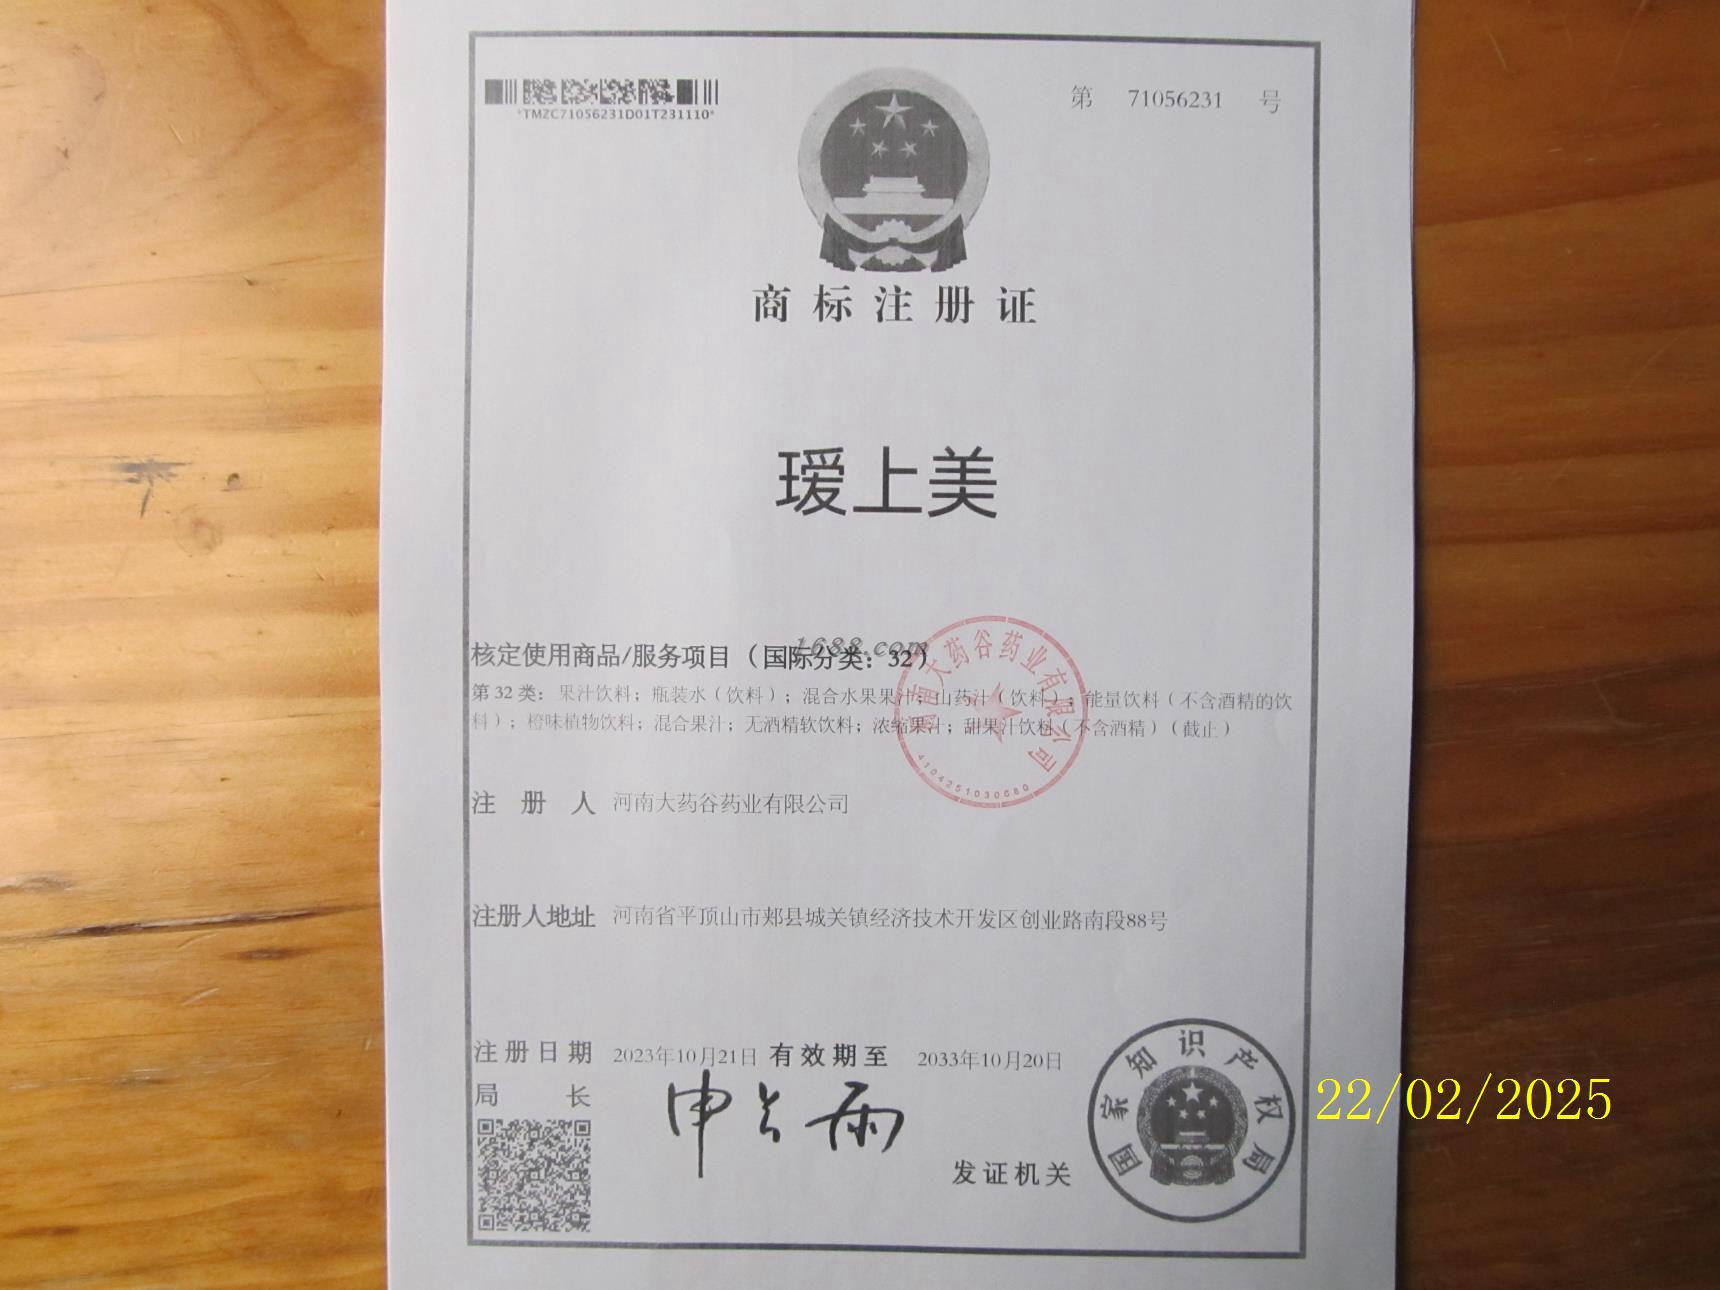 *TMZC71056231D01T231110*
第 71056231 号
商标注册证
瑷上美
1688.com
核定使用商品/服务项目（国际分类：32）
第 32 类：果汁饮料；瓶装水（饮料）；混合水果果汁；山药汁（饮料）；能量饮料（不含酒精的饮
料）；橙味植物饮料；混合果汁；无酒精软饮料；浓缩果汁；甜果汁饮料（不含酒精）（截止）
河南大药谷药业有限公司
4104251030680
注册人 河南大药谷药业有限公司
注册人地址 河南省平顶山市郏县城关镇经济技术开发区创业路南段88号
注册日期 2023年10月21日 有效期至 2033年10月20日
局长 申长雨
发证机关
国家知识产权局
22/02/2025